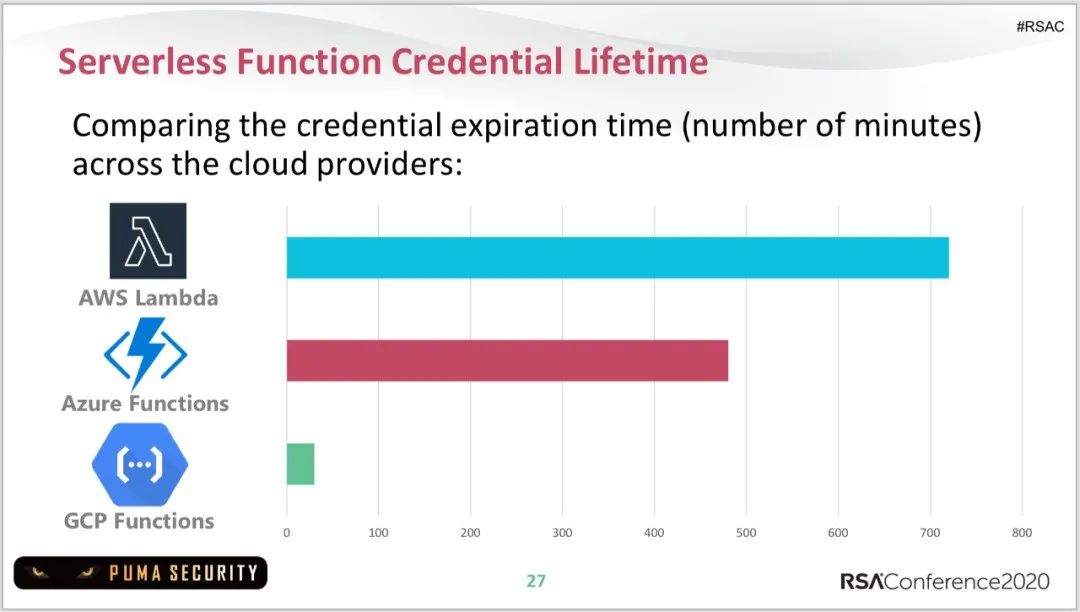 #RSAC
Serverless Function Credential Lifetime
Comparing the credential expiration time (number of minutes)
across the cloud providers:
AWS Lambda
Azure Functions
GCP Functions
0 100 200 300 400 500 600 700 800
PUMA SECURITY
27
RSAConference2020